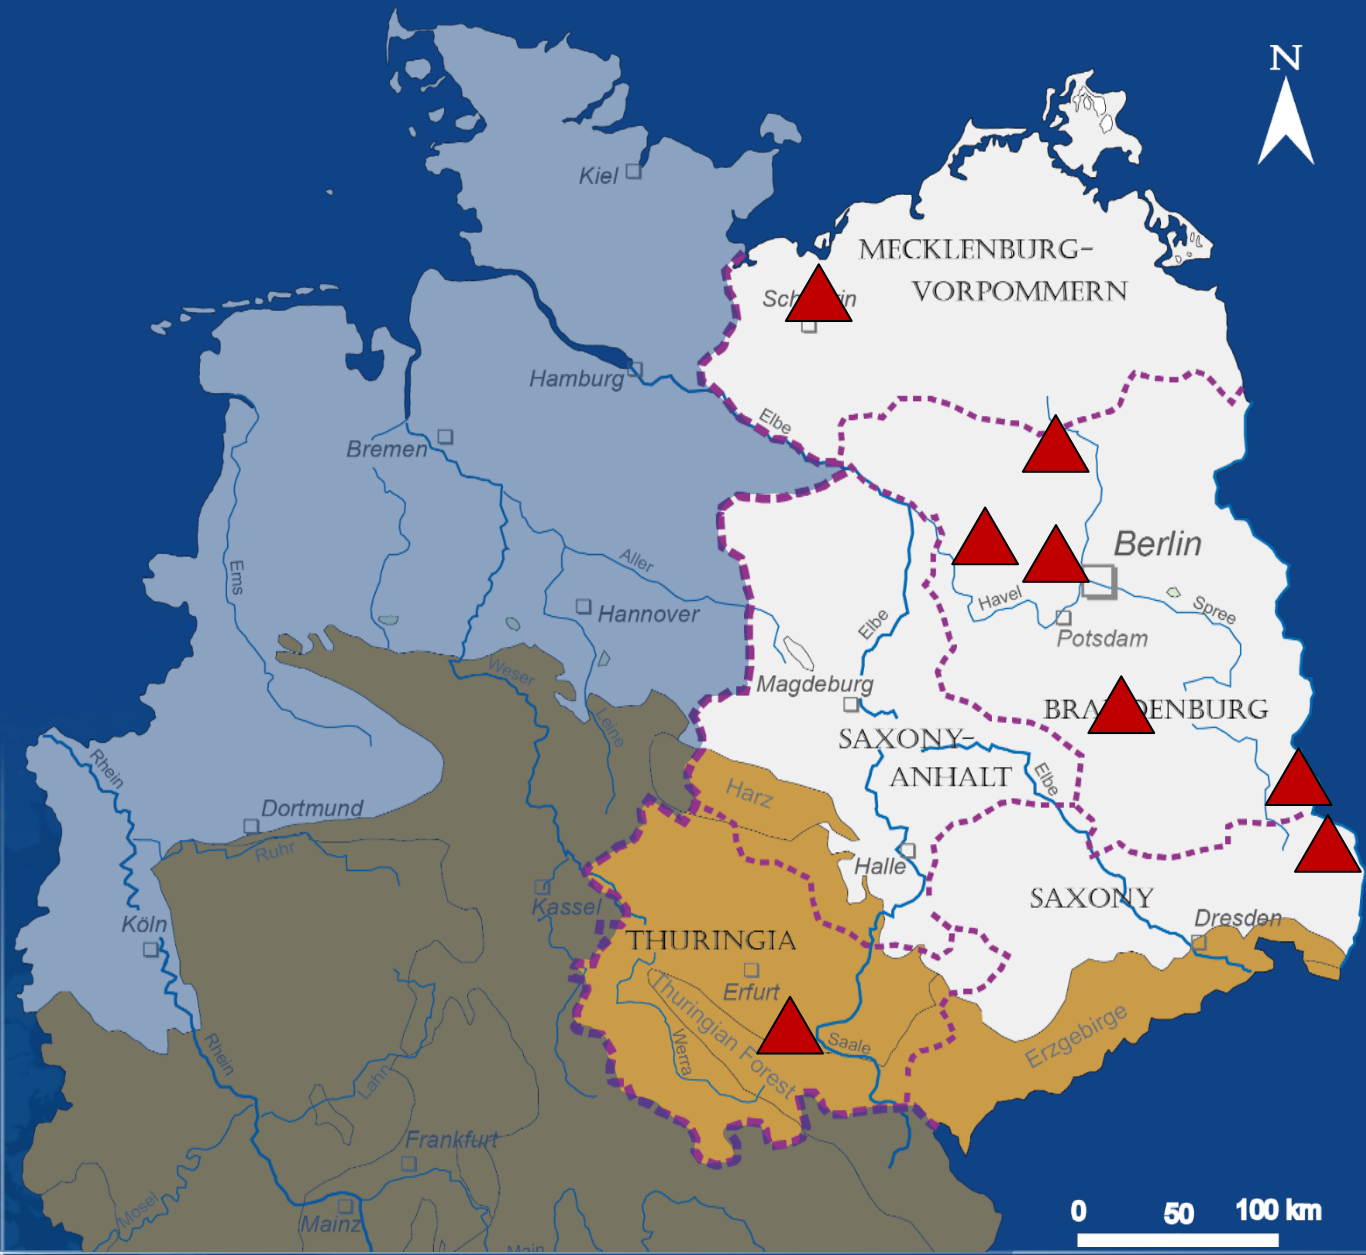 N
Kiel
MECKLENBURG-
VORPOMMERN
Hamburg
Elbe
Bremen
Berlin
Aller
Ems
Havel
Spree
Hannover
Elbe
Potsdam
Weser
Magdeburg
BRANDENBURG
Leine
SAXONY-
ANHALT
Rhein
Elbe
Harz
Dortmund
Ruhr
Halle
Kassel
SAXONY
Köln
Dresden
THURINGIA
Erfurt
Thuringian Forest
Saale
Werra
Erzgebirge
Rhein
Lahn
Frankfurt
Mosel
Mainz
Main
0 50 100 km